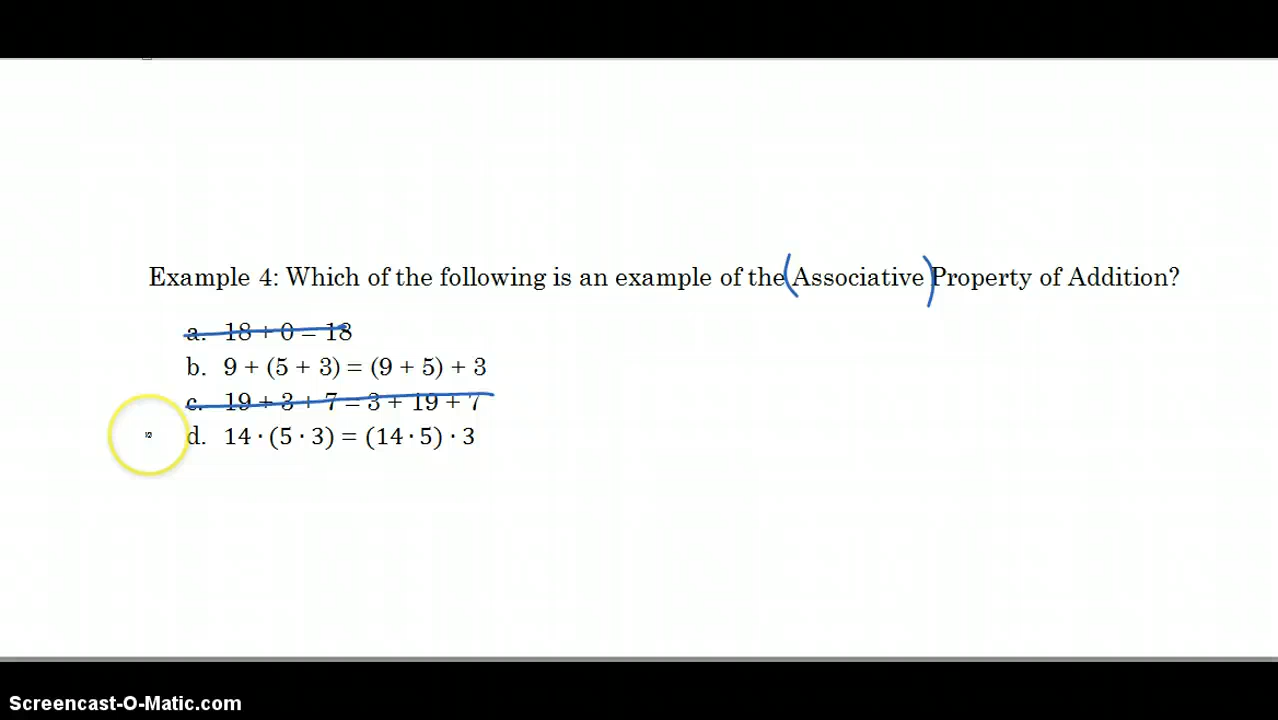 Example 4: Which of the following is an example of the (Associative) Property of Addition?
a. 18 + 0 = 18
b. 9 + (5 + 3) = (9 + 5) + 3
c. 19 + 3 + 7 = 3 + 19 + 7
d. 14 · (5 · 3) = (14 · 5) · 3
Screencast-O-Matic.com